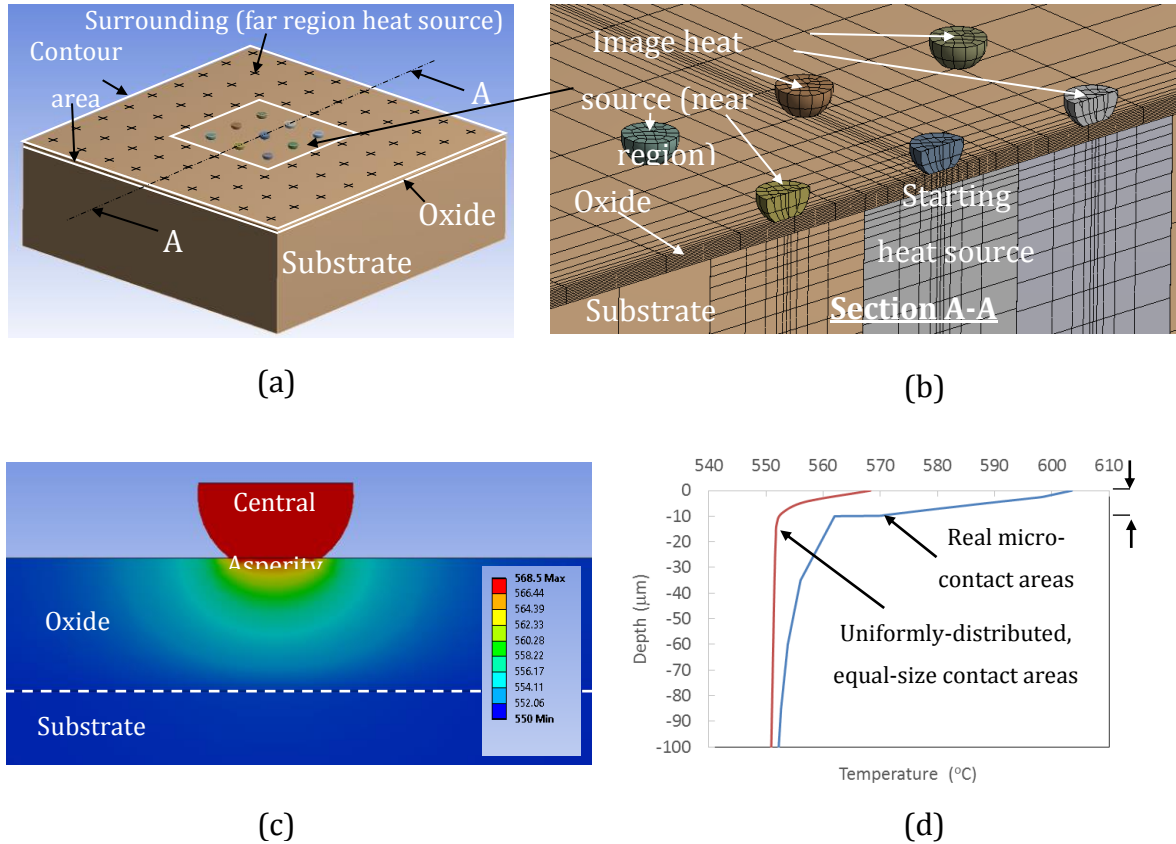 Surrounding (far region heat source)
Contour
area
A
A
Oxide
Substrate
(a)
Image heat
source (near
region)
Oxide
Starting
heat source
Substrate
Section A-A
(b)
Central
Asperity
Oxide
Substrate
568.5 Max
566.44
564.39
562.33
560.28
558.22
556.17
554.11
552.06
550 Min
(c)
540 550 560 570 580 590 600 610
0
-10
-20
-30
-40
-50
-60
-70
-80
-90
-100
Depth (μm)
Real micro-
contact areas
Uniformly-distributed,
equal-size contact areas
Temperature (°C)
(d)